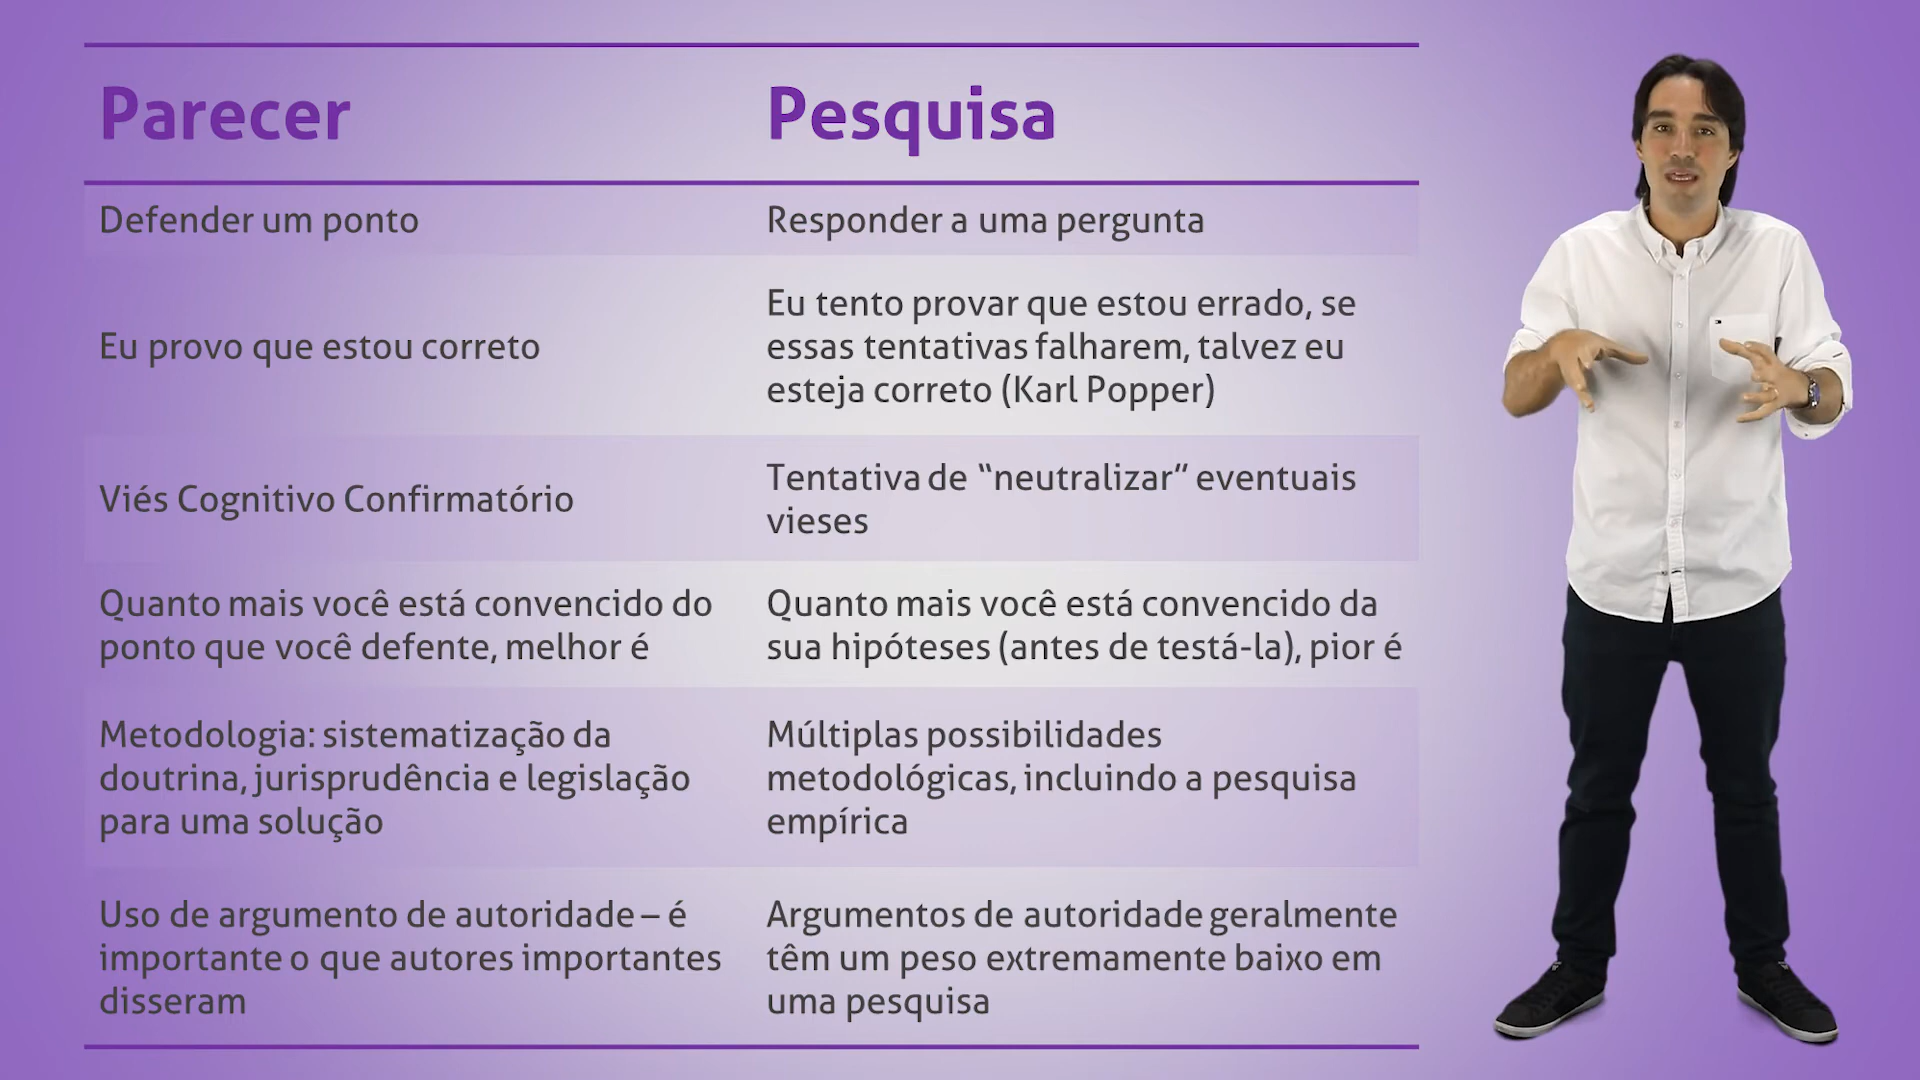 Parecer
Pesquisa
Defender um ponto
Responder a uma pergunta
Eu provo que estou correto
Eu tento provar que estou errado, se
essas tentativas falharem, talvez eu
esteja correto (Karl Popper)
Viés Cognitivo Confirmatório
Tentativa de “neutralizar” eventuais
vieses
Quanto mais você está convencido do
ponto que você defente, melhor é
Quanto mais você está convencido da
sua hipóteses (antes de testá-la), pior é
Metodologia: sistematização da
doutrina, jurisprudência e legislação
para uma solução
Múltiplas possibilidades
metodológicas, incluindo a pesquisa
empírica
Uso de argumento de autoridade – é
importante o que autores importantes
disseram
Argumentos de autoridade geralmente
têm um peso extremamente baixo em
uma pesquisa